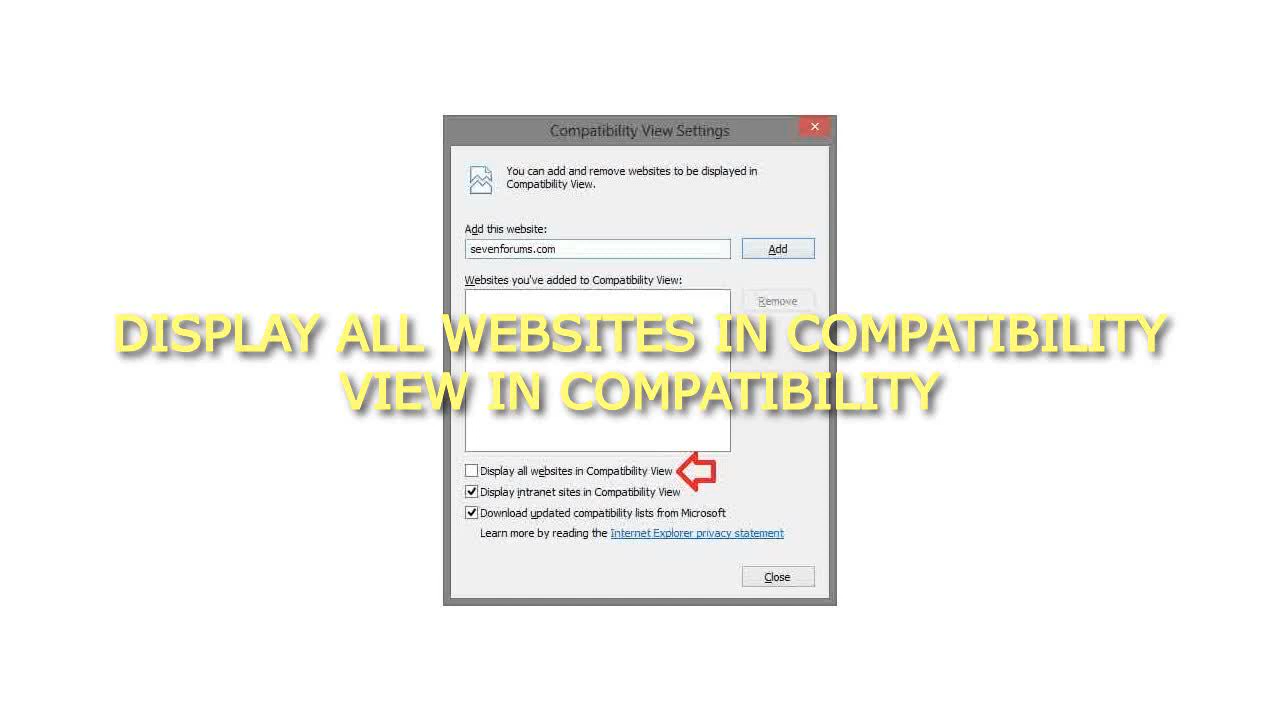 Compatibility View Settings
You can add and remove websites to be displayed in
Compatibility View.
Add this website:
sevenforums.com
Add
Websites you've added to Compatibility View:
Remove
DISPLAY ALL WEBSITES IN COMPATIBILITY
VIEW IN COMPATIBILITY
Display all websites in Compatibility View
Display intranet sites in Compatibility View
Download updated compatibility lists from Microsoft
Learn more by reading the Internet Explorer privacy statement
Close